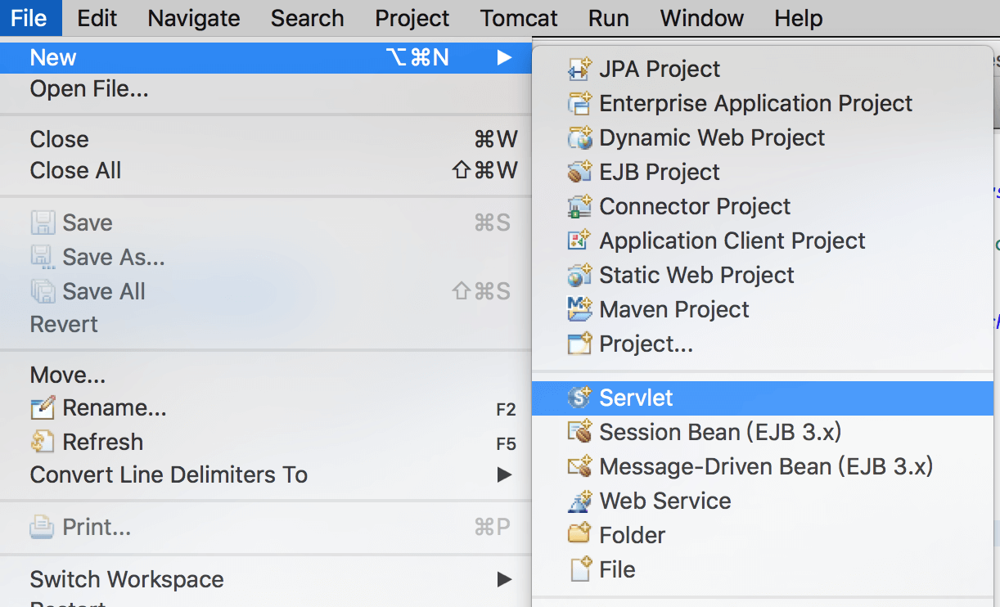 File Edit Navigate Search Project Tomcat Run Window Help
New ⌥⌘N ▶
Open File...
Close ⌘W
Close All ⇧⌘W
Save ⌘S
Save As...
Save All ⇧⌘S
Revert
Move...
Rename... F2
Refresh F5
Convert Line Delimiters To ▶
Print... ⌘P
Switch Workspace ▶
JPA Project
Enterprise Application Project
Dynamic Web Project
EJB Project
Connector Project
Application Client Project
Static Web Project
Maven Project
Project...
Servlet
Session Bean (EJB 3.x)
Message-Driven Bean (EJB 3.x)
Web Service
Folder
File